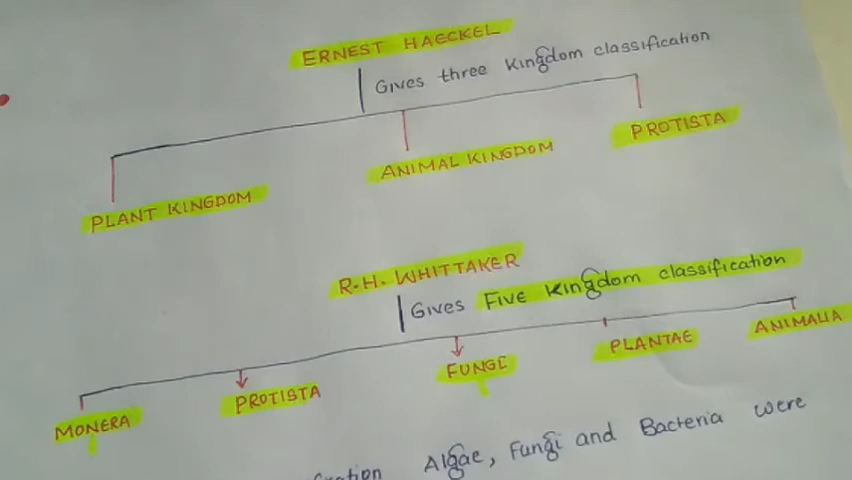 ERNEST HAECKEL
Gives three kingdom classification
PLANT KINGDOM
ANIMAL KINGDOM
PROTISTA
R.H. WHITTAKER
Gives Five kingdom classification
MONERA
PROTISTA
FUNGI
PLANTAE
ANIMALIA
Algae, Fungi and Bacteria were